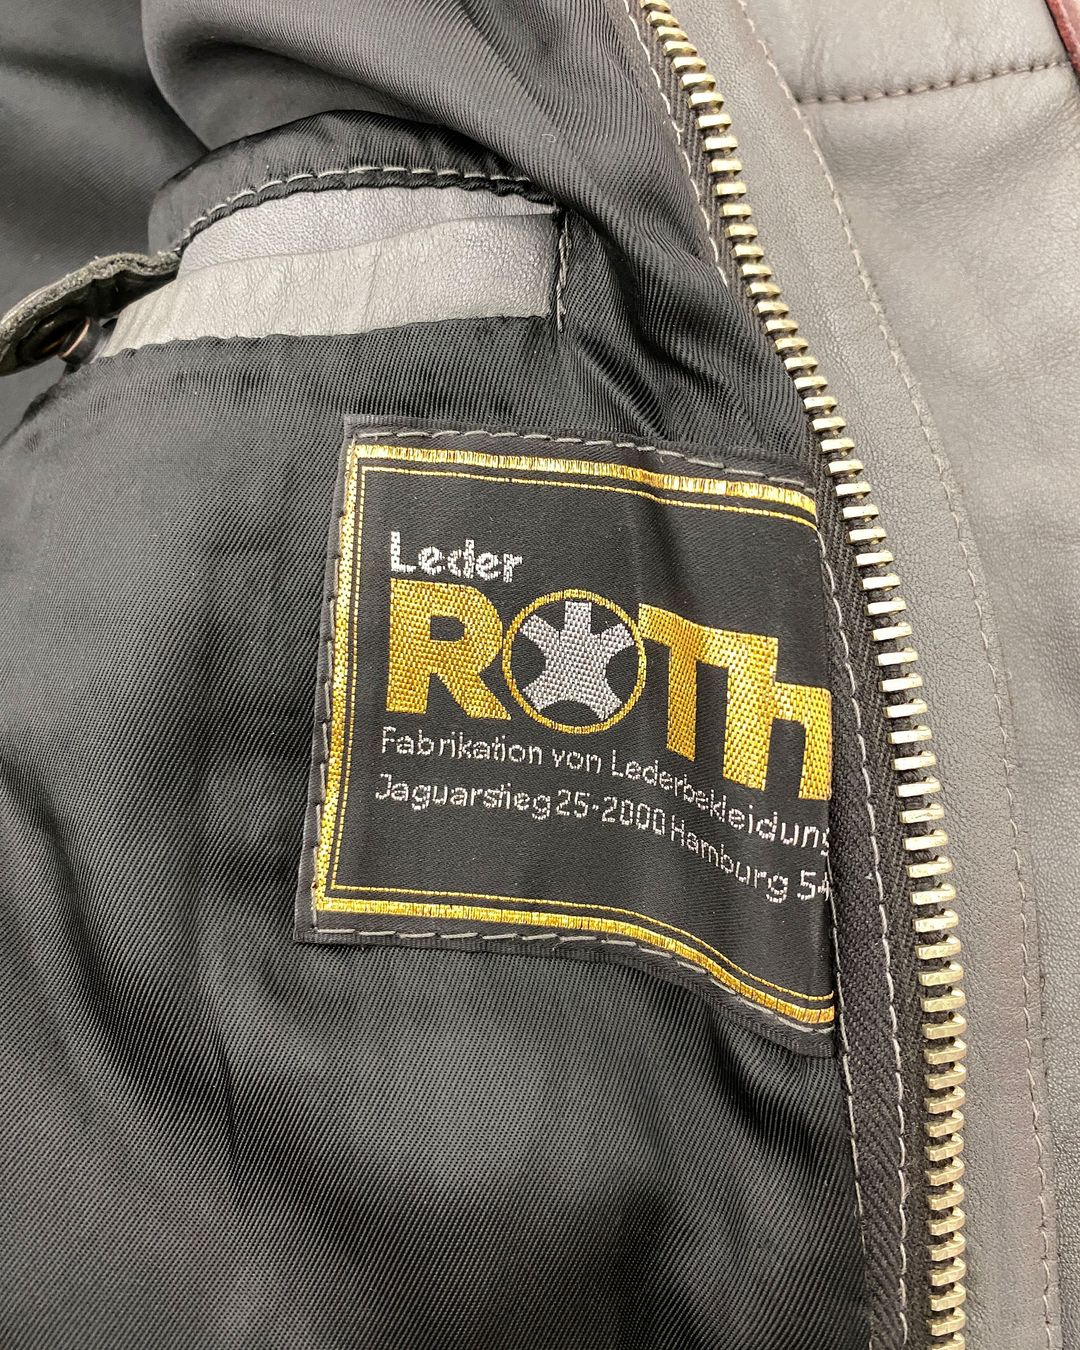 Leder
ROTh
Fabrikation von Lederbekleidung
Jaguarstieg 25-2000 Hamburg 54